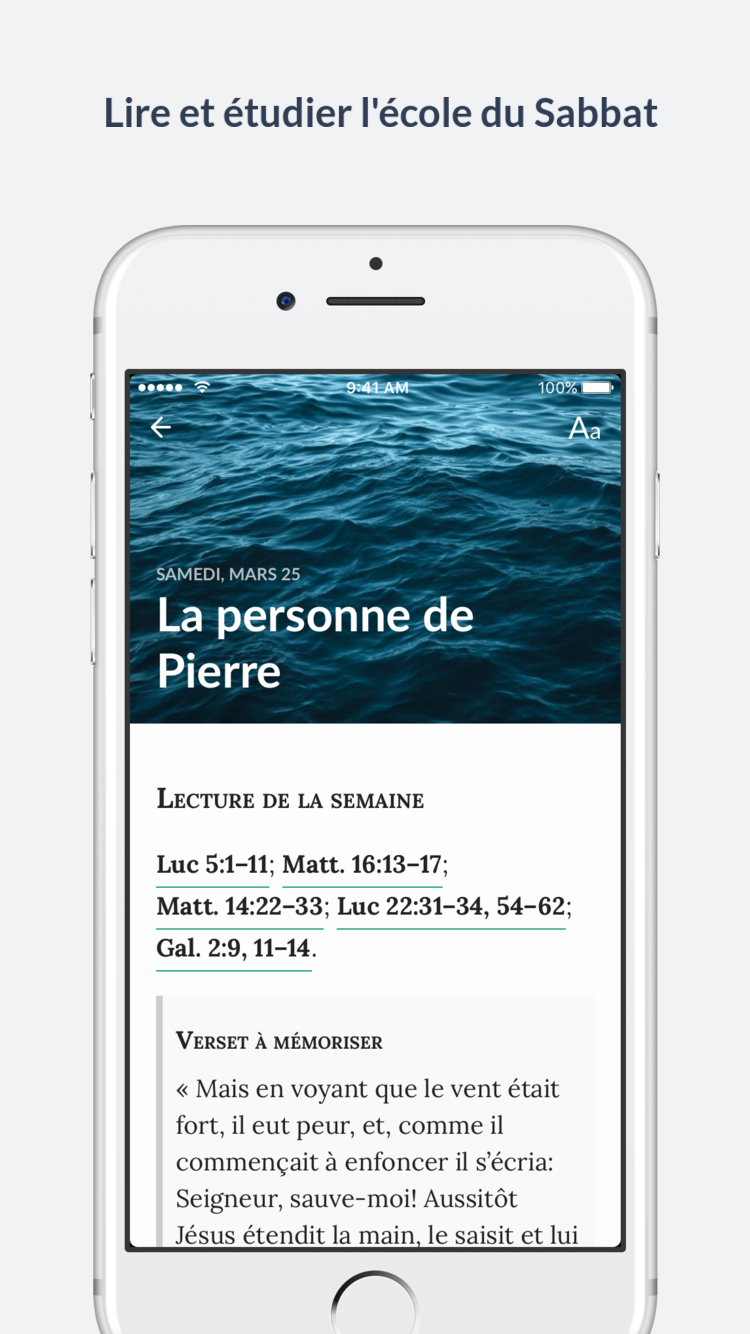 Lire et étudier l'école du Sabbat
9:41 AM
100%
Aa
SAMEDI, MARS 25
La personne de
Pierre
Lecture de la semaine
Luc 5:1–11; Matt. 16:13–17;
Matt. 14:22–33; Luc 22:31–34, 54–62;
Gal. 2:9, 11–14.
Verset à mémoriser
« Mais en voyant que le vent était
fort, il eut peur, et, comme il
commençait à enfoncer il s’écria:
Seigneur, sauve-moi! Aussitôt
Jésus étendit la main, le saisit et lui